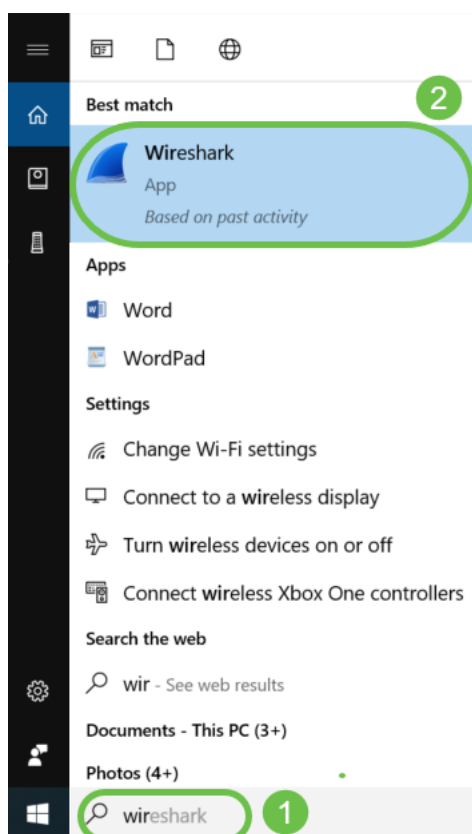 Best match
2
Wireshark
App
Based on past activity
Apps
Word
WordPad
Settings
Change Wi-Fi settings
Connect to a wireless display
Turn wireless devices on or off
Connect wireless Xbox One controllers
Search the web
wir - See web results
Documents - This PC (3+)
Photos (4+)
wireshark
1